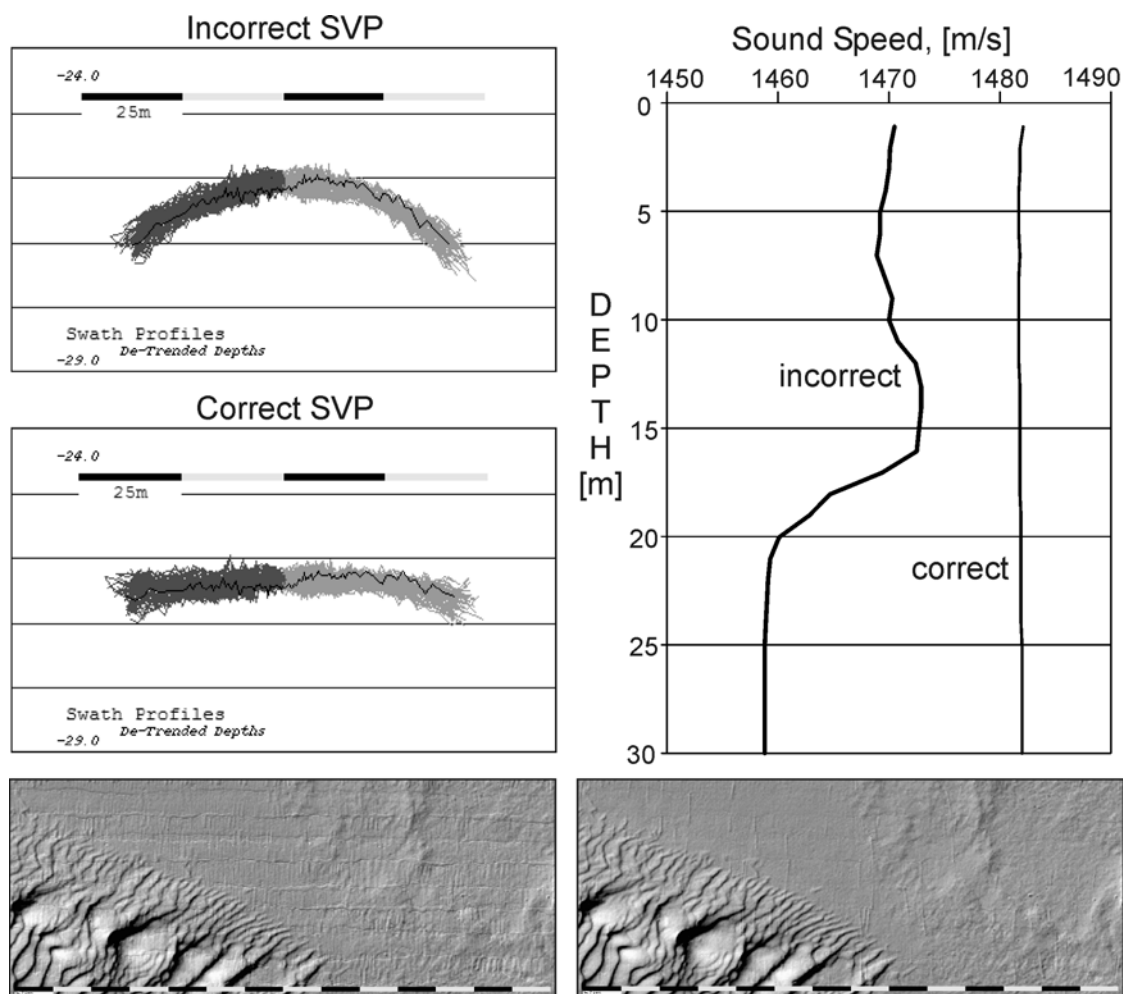 Incorrect SVP
-24.0
25m
Swath Profiles
De-Trended Depths
-29.0
Correct SVP
-24.0
25m
Swath Profiles
De-Trended Depths
-29.0
Sound Speed, [m/s]
1450 1460 1470 1482 1490
0
5
10
15
20
25
30
DEPTH
[m]
incorrect
correct